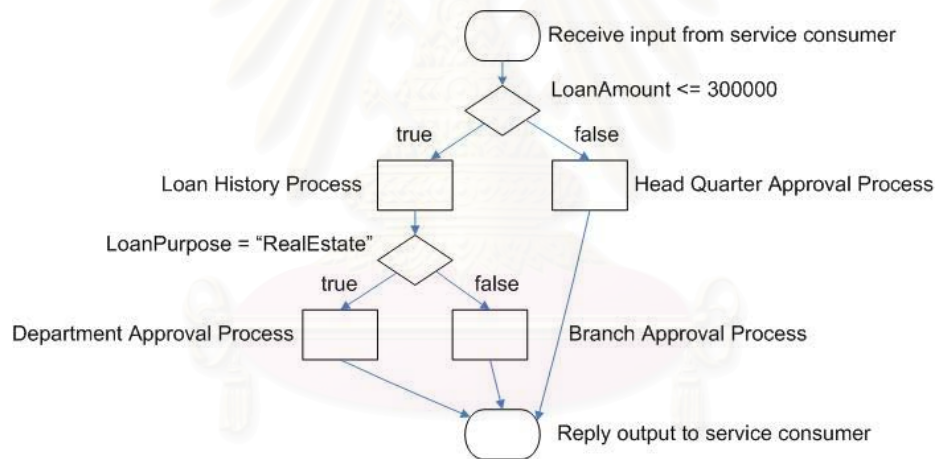 Receive input from service consumer
LoanAmount <= 300000
true
false
Loan History Process
Head Quarter Approval Process
LoanPurpose = “RealEstate”
true
false
Department Approval Process
Branch Approval Process
Reply output to service consumer